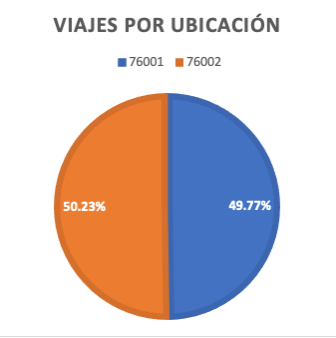 VIAJES POR UBICACIÓN
76001 76002
50.23% 49.77%